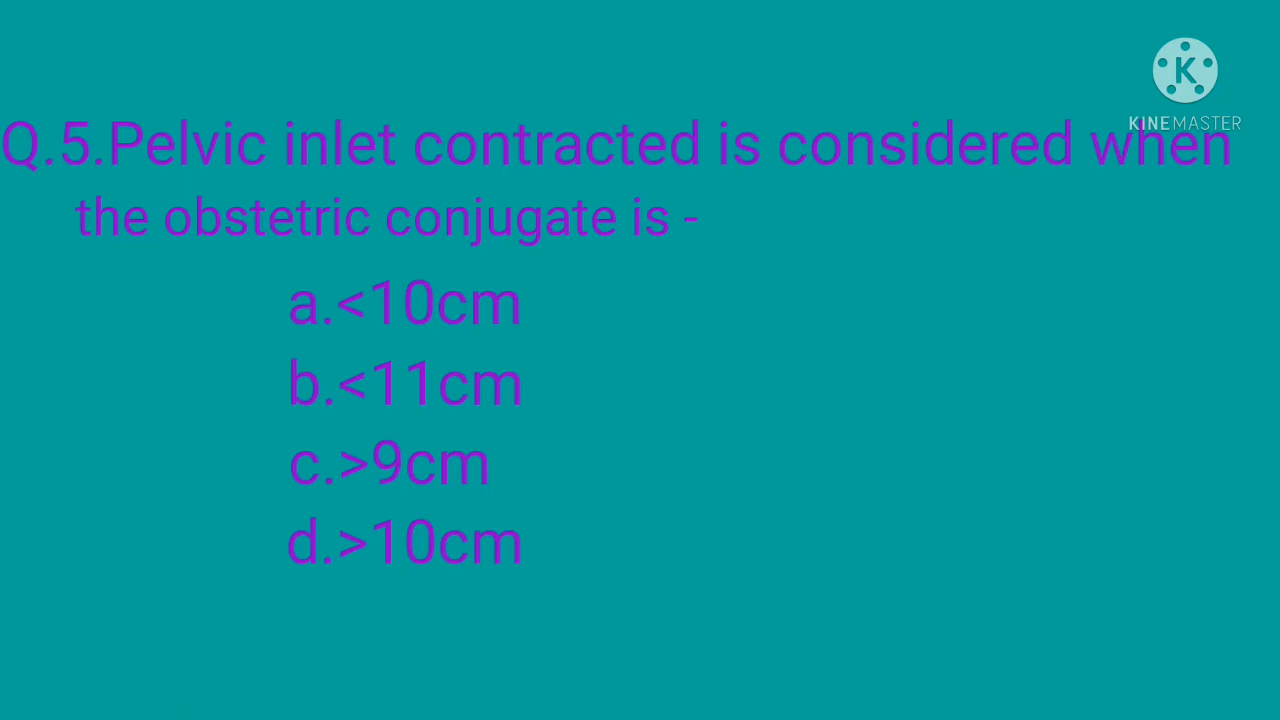 KINEMASTER
Q.5.Pelvic inlet contracted is considered when
the obstetric conjugate is -
a.<10cm
b.<11cm
c.>9cm
d.>10cm